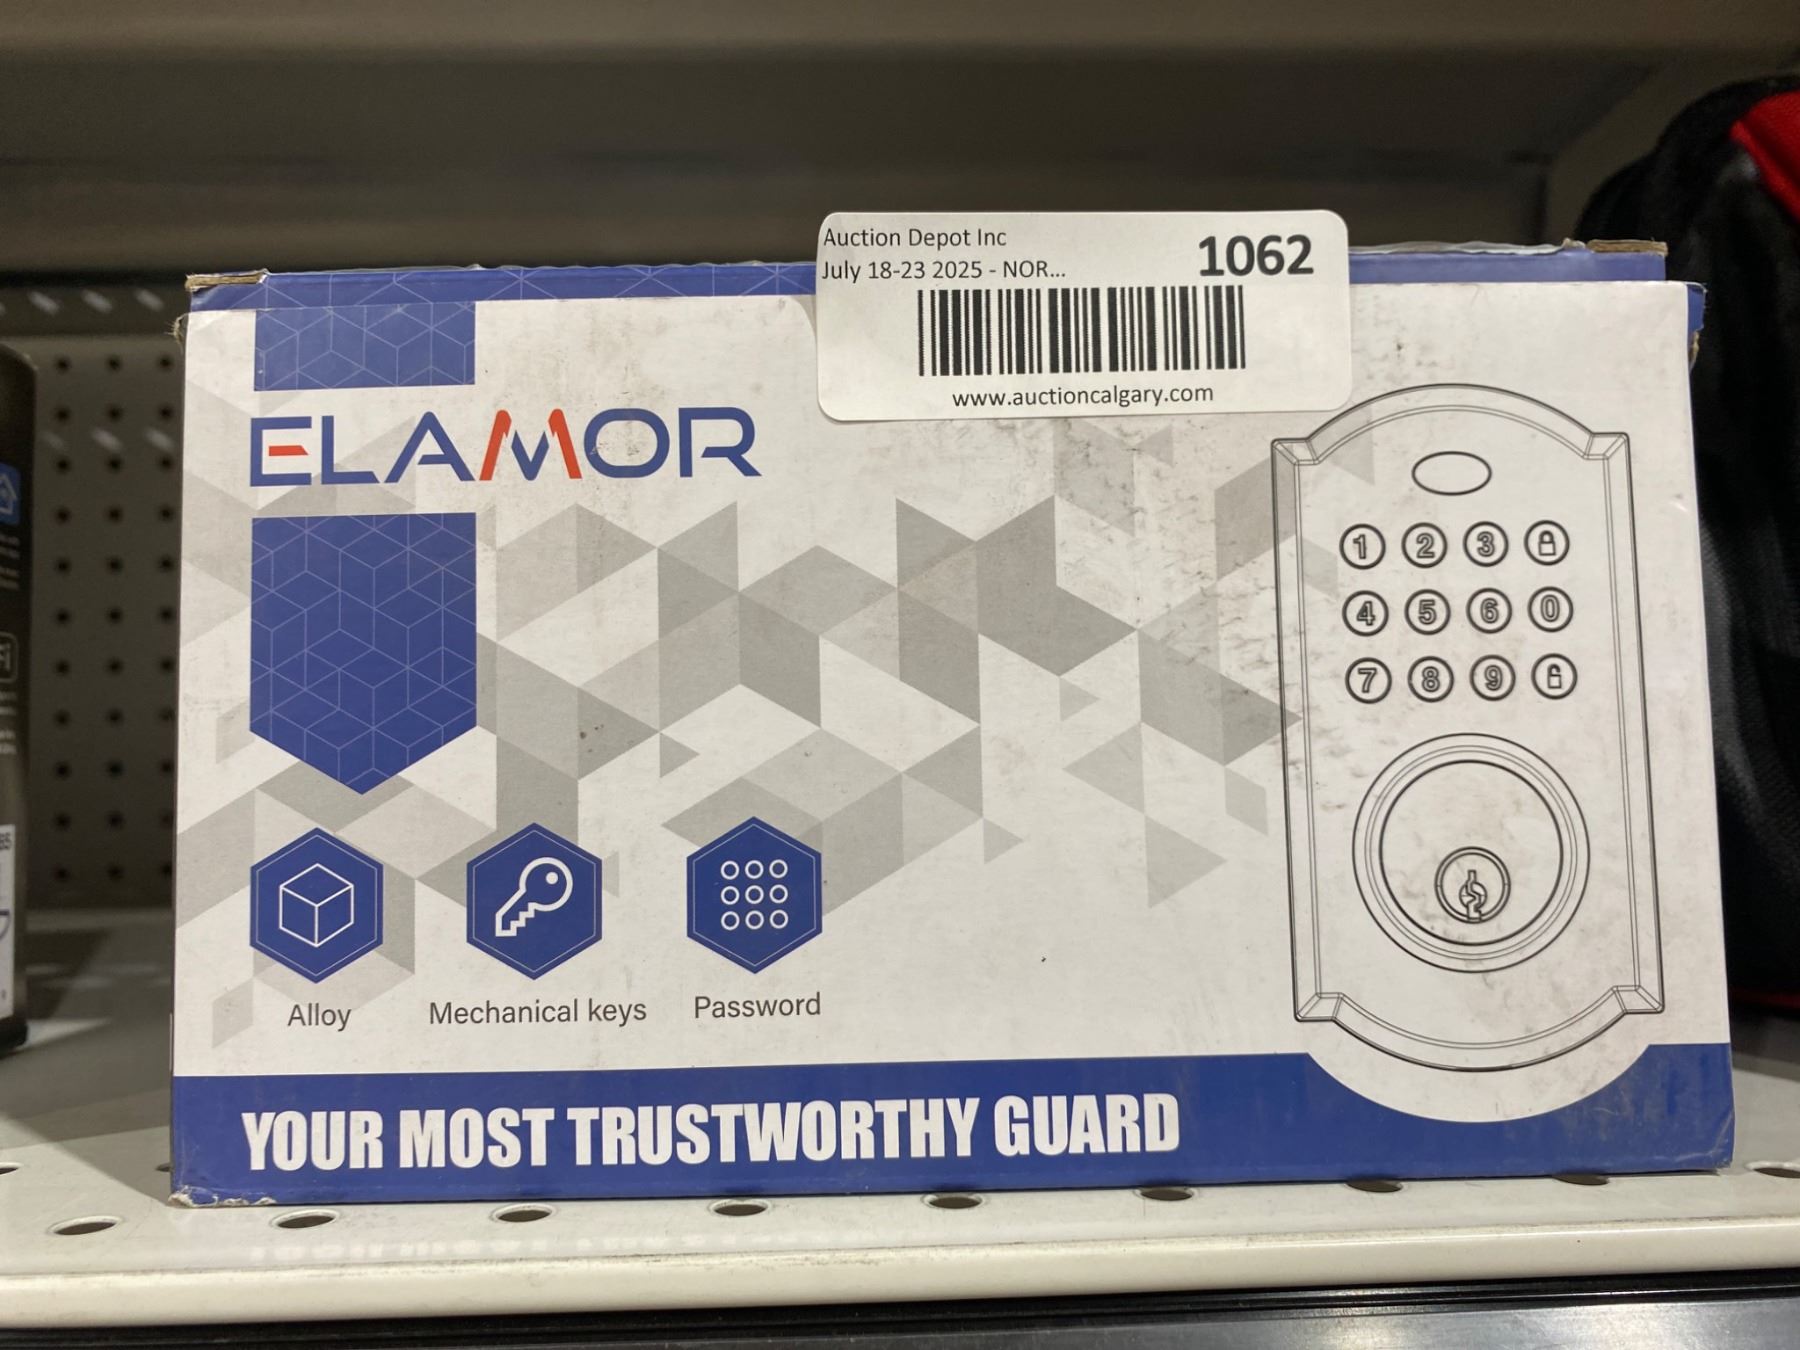 Auction Depot Inc
1062
July 18-23 2025 - NOR...
www.auctioncalgary.com
ELAMOR
1 2 3
4 5 6 0
7 8 9
Alloy
Mechanical keys
Password
YOUR MOST TRUSTWORTHY GUARD